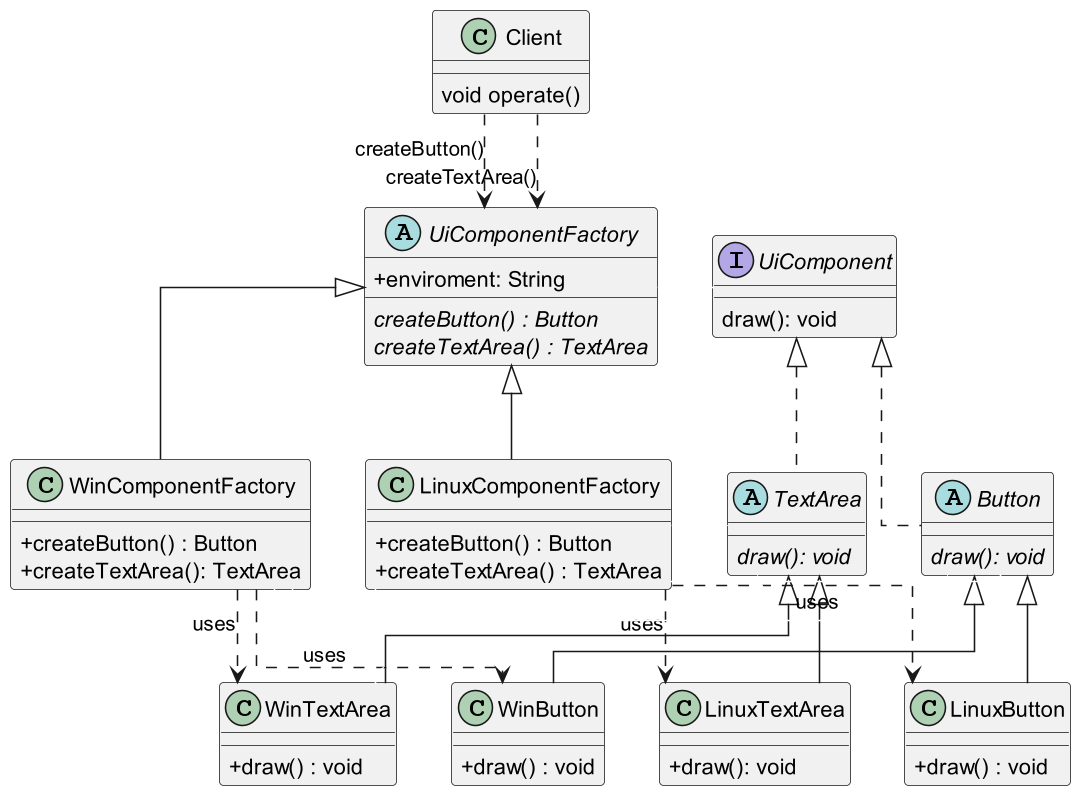 C Client
void operate()
createButton()
createTextArea()
A UiComponentFactory
+enviroment: String
createButton() : Button
createTextArea() : TextArea
I UiComponent
draw(): void
C WinComponentFactory
+createButton() : Button
+createTextArea(): TextArea
C LinuxComponentFactory
+createButton() : Button
+createTextArea() : TextArea
A TextArea
draw(): void
A Button
draw(): void
uses
uses
uses
uses
C WinTextArea
+draw() : void
C WinButton
+draw() : void
C LinuxTextArea
+draw(): void
C LinuxButton
+draw() : void